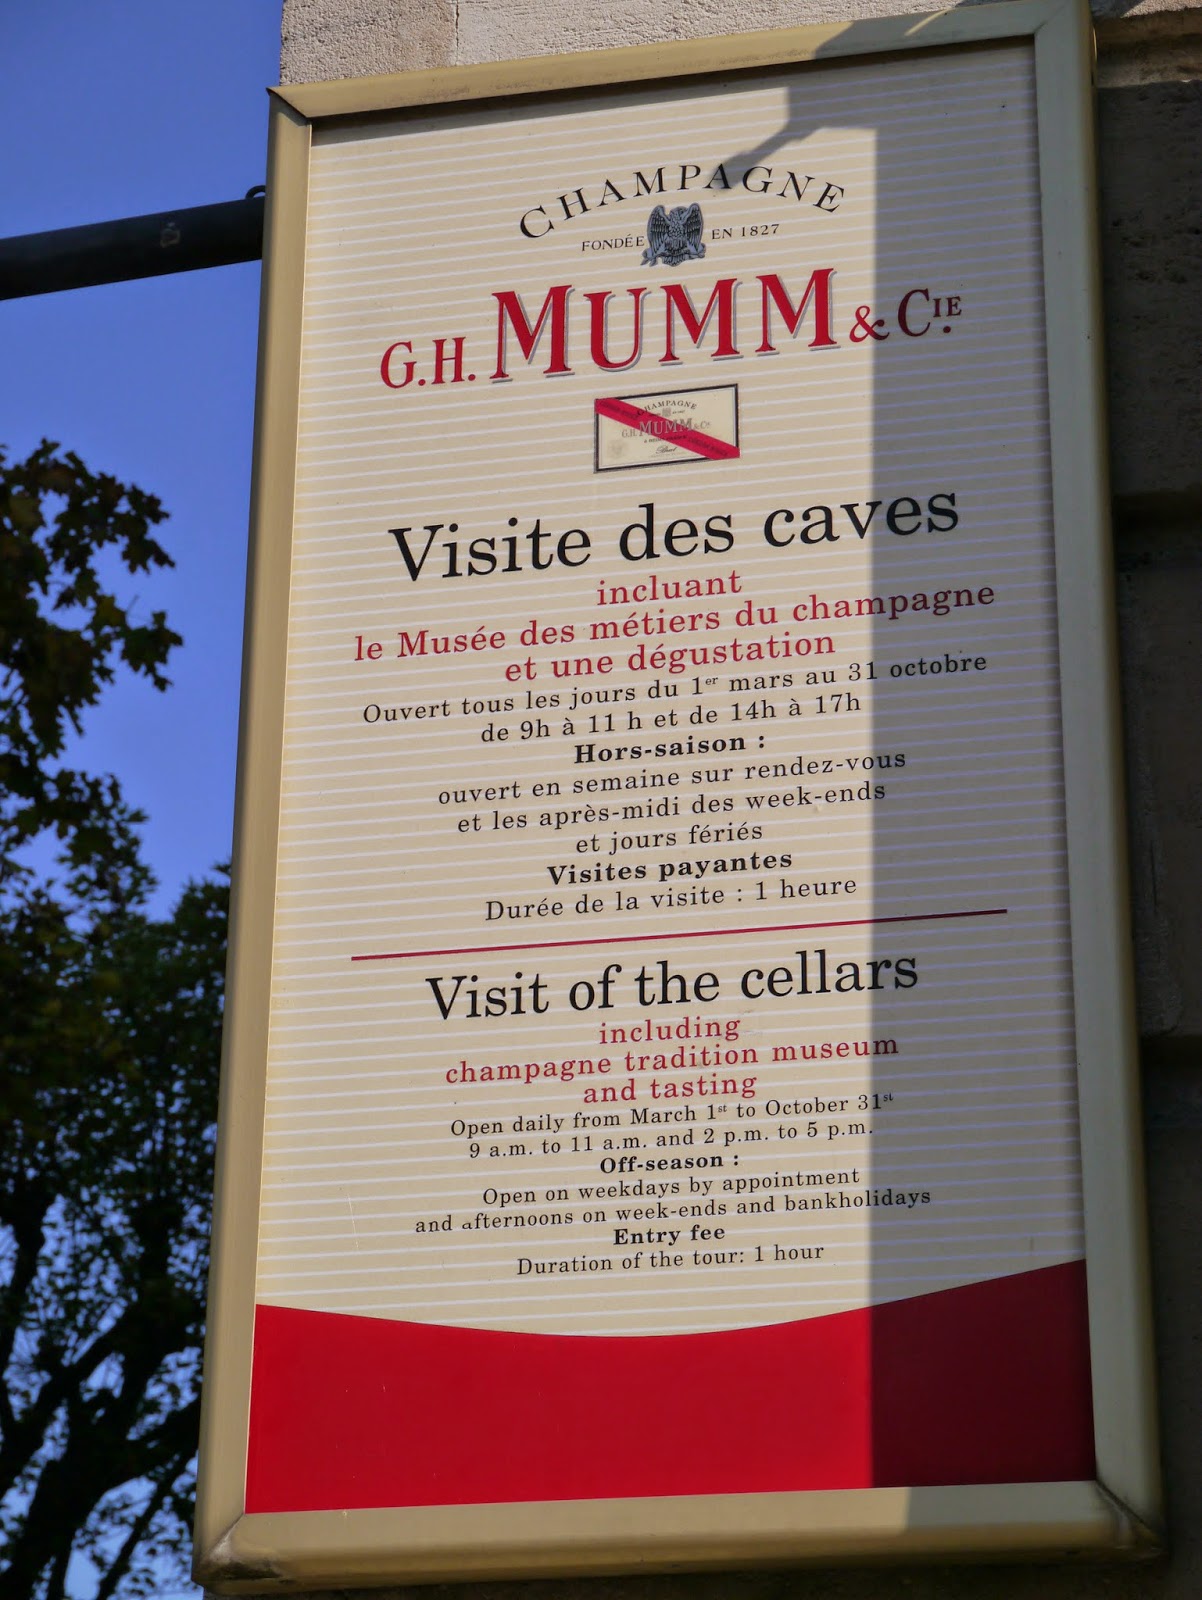 CHAMPAGNE
FONDÉE EN 1827
G.H. MUMM & CIE.
CHAMPAGNE
G.H. MUMM & Co
Brut
Visite des caves
incluant
le Musée des métiers du champagne
et une dégustation
Ouvert tous les jours du 1er mars au 31 octobre
de 9h à 11 h et de 14h à 17h
Hors-saison :
ouvert en semaine sur rendez-vous
et les après-midi des week-ends
et jours fériés
Visites payantes
Durée de la visite : 1 heure
Visit of the cellars
including
champagne tradition museum
and tasting
Open daily from March 1st to October 31st
9 a.m. to 11 a.m. and 2 p.m. to 5 p.m.
Off-season :
Open on weekdays by appointment
and afternoons on week-ends and bankholidays
Entry fee
Duration of the tour: 1 hour